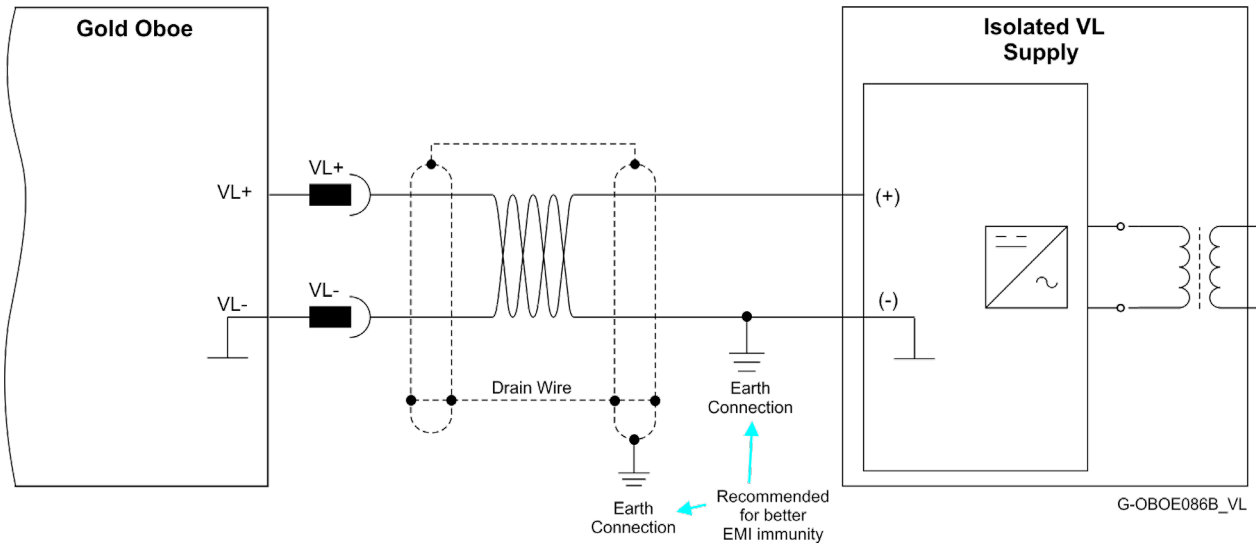 Gold Oboe
Isolated VL
Supply
VL+
VL+
(+)
VL-
VL-
(-)
Drain Wire
Earth
Connection
Earth
Connection
Recommended
for better
EMI immunity
G-OBOE086B_VL